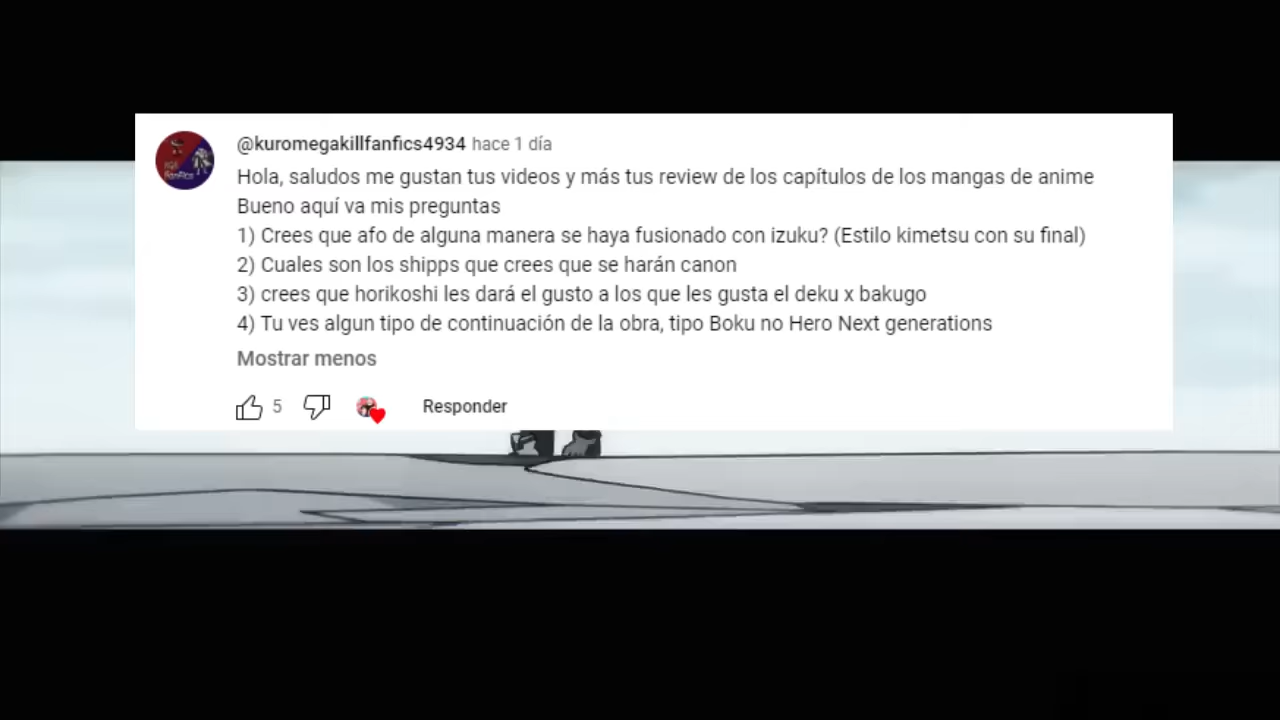 @kuromegakillfanfics4934 hace 1 día
Hola, saludos me gustan tus videos y más tus review de los capítulos de los mangas de anime
Bueno aquí va mis preguntas
1) Crees que afo de alguna manera se haya fusionado con izuku? (Estilo kimetsu con su final)
2) Cuales son los shipps que crees que se harán canon
3) crees que horikoshi les dará el gusto a los que les gusta el deku x bakugo
4) Tu ves algun tipo de continuación de la obra, tipo Boku no Hero Next generations
Mostrar menos
5 Responder